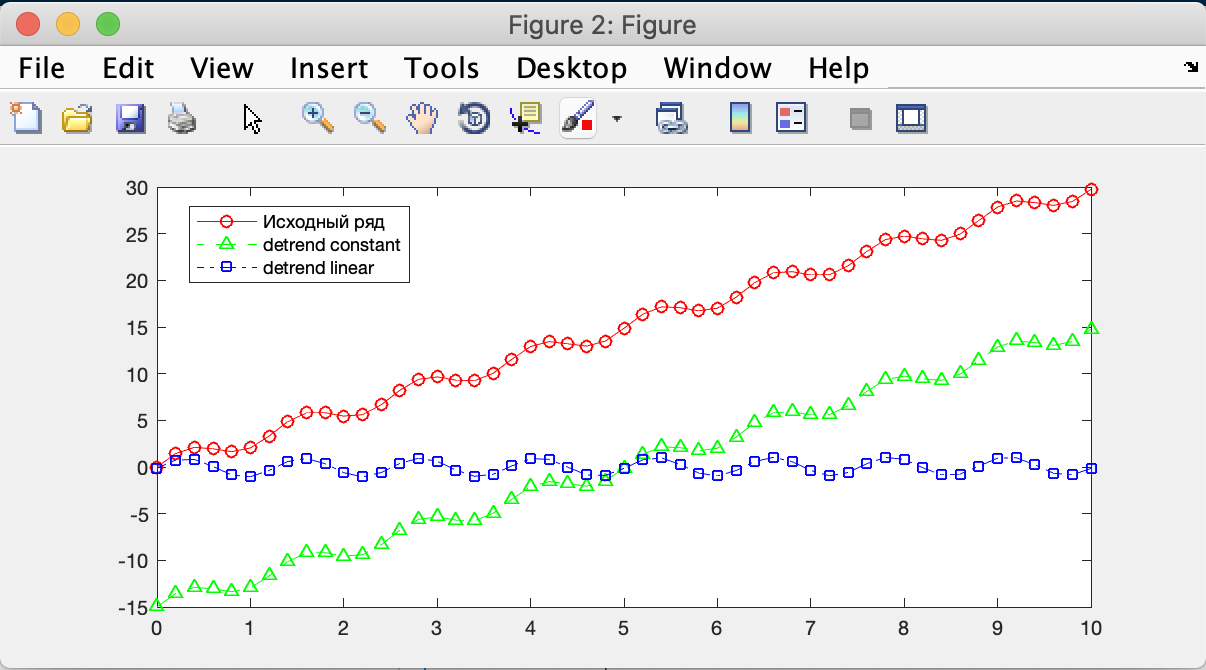 Figure 2: Figure
File Edit View Insert Tools Desktop Window Help
30
25
20
15
10
5
0
-5
-10
-15
Исходный ряд
detrend constant
detrend linear
0 1 2 3 4 5 6 7 8 9 10